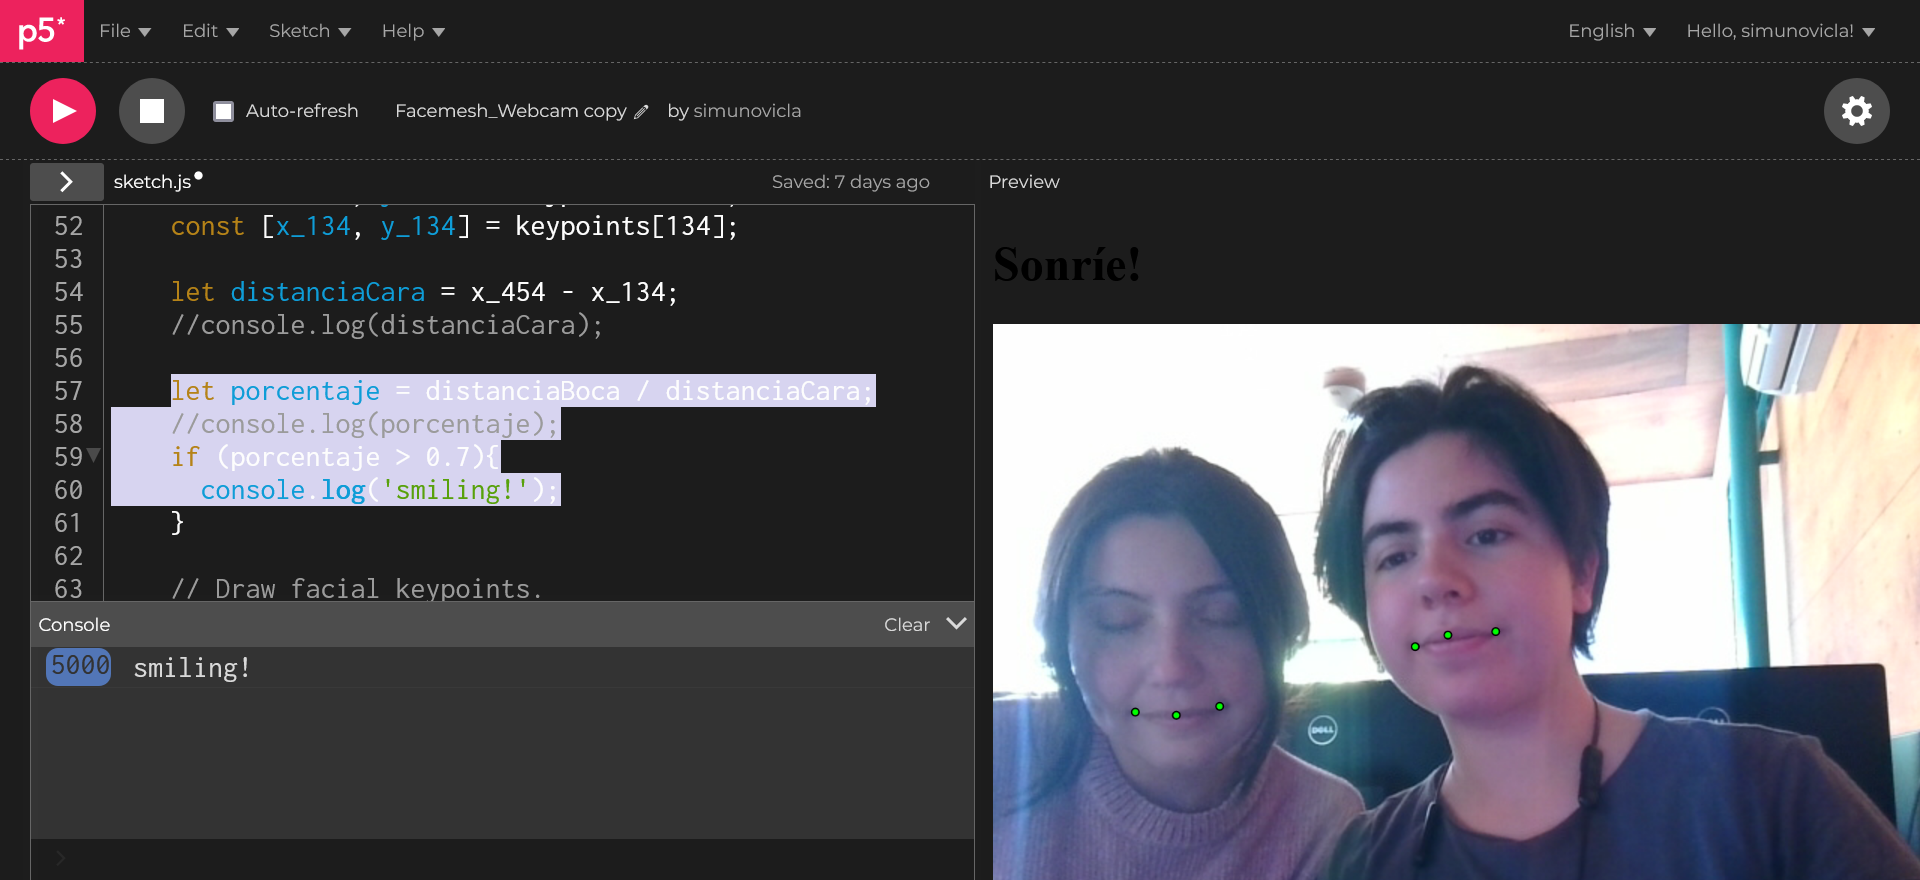 p5*
File Edit Sketch Help English Hello, simunovicla!
Auto-refresh Facemesh_Webcam copy by simunovicla
sketch.js Saved: 7 days ago Preview
52 const [x_134, y_134] = keypoints[134];
53
54 let distanciaCara = x_454 - x_134;
55 //console.log(distanciaCara);
56
57 let porcentaje = distanciaBoca / distanciaCara;
58 //console.log(porcentaje);
59 if (porcentaje > 0.7){
60 console.log('smiling!');
61 }
62
63 // Draw facial keypoints.
Console Clear
5000 smiling!
Sonríe!
DELL